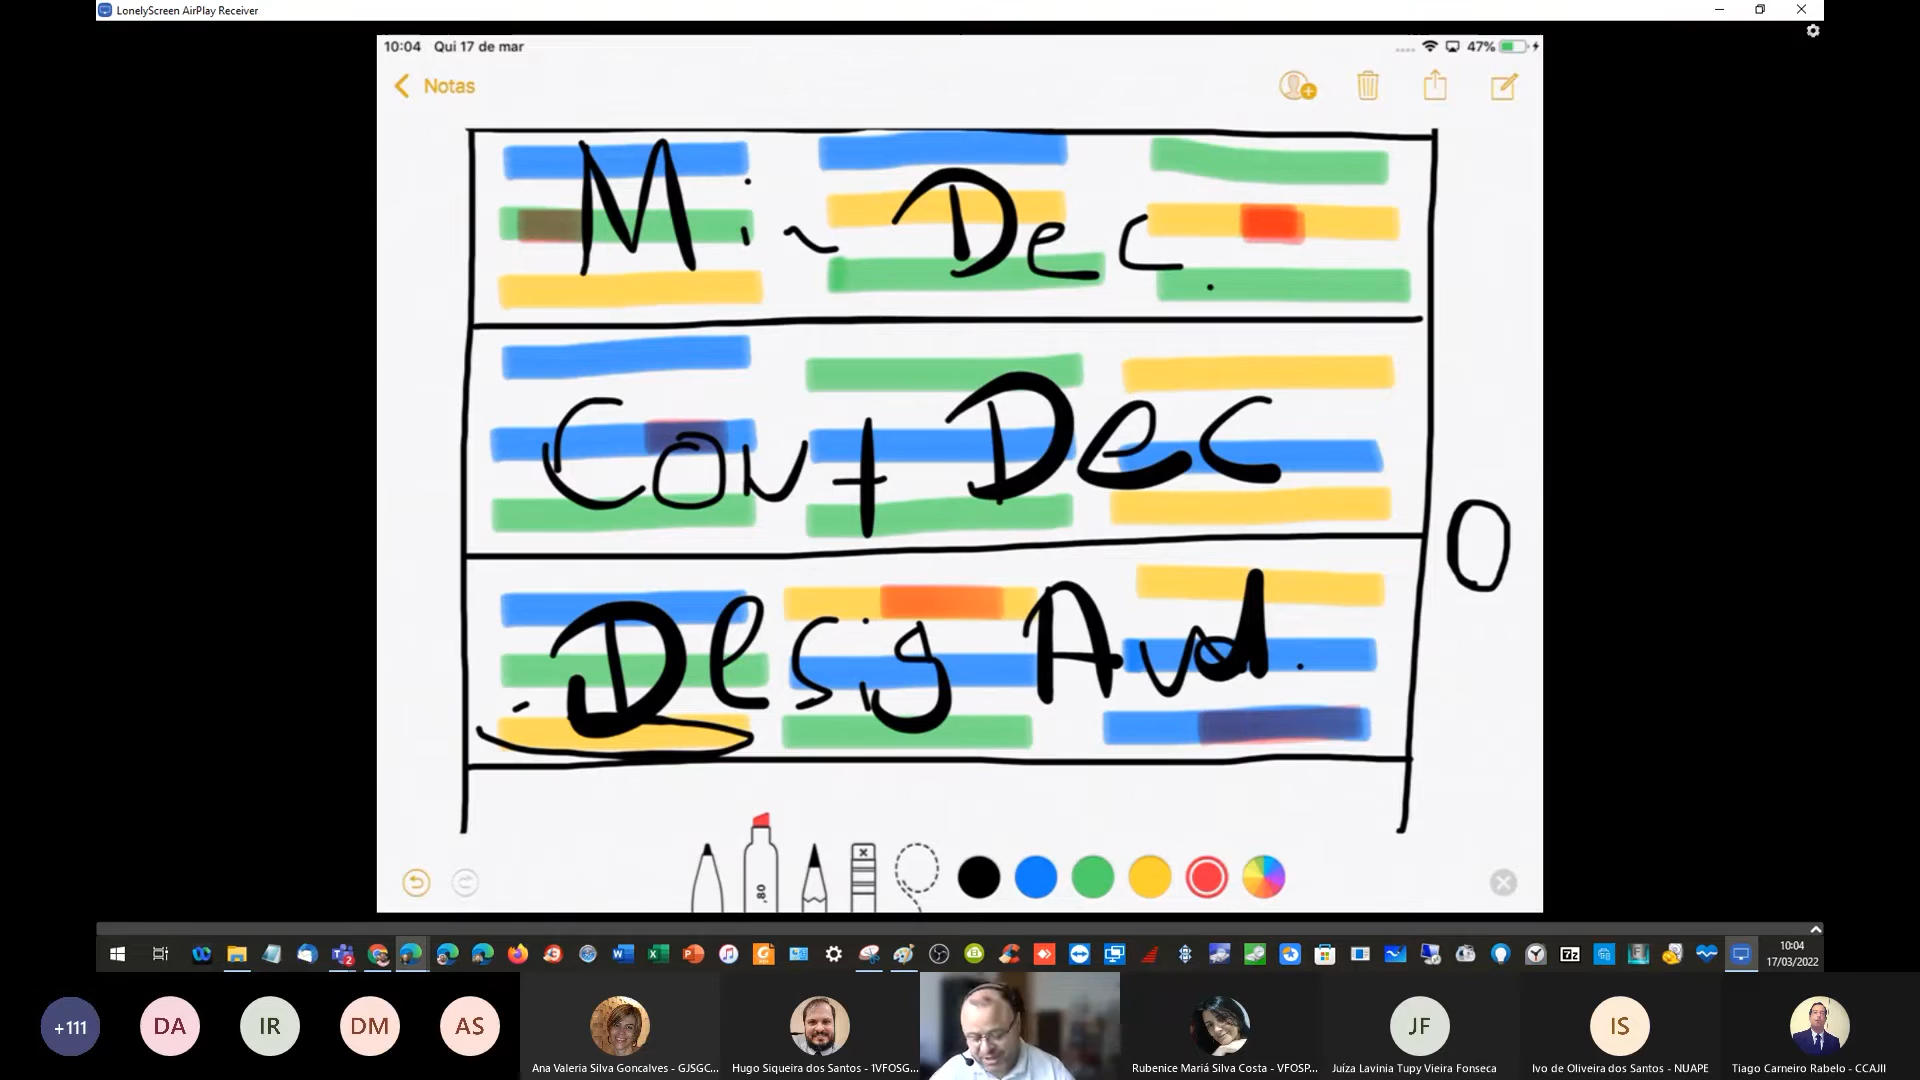 LonelyScreen AirPlay Receiver
10:04 Qui 17 de mar
47%
Notas
Min Dec.
Cont Dec
Desig Aud.
O
,80
10:04
17/03/2022
+111
DA
IR
DM
AS
Ana Valeria Silva Goncalves - GJSGC...
Hugo Siqueira dos Santos - 1VFOSG...
Rubenice Mariá Silva Costa - VFOSP...
JF
Juíza Lavinia Tupy Vieira Fonseca
IS
Ivo de Oliveira dos Santos - NUAPE
Tiago Carneiro Rabelo - CCAJII